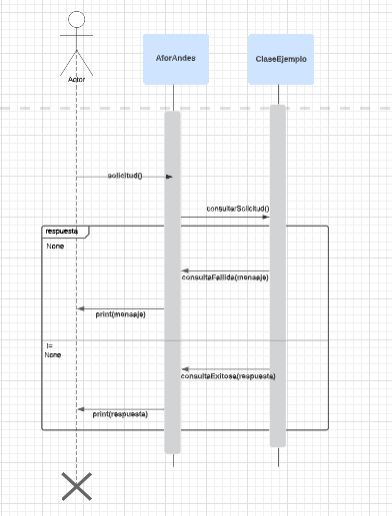 Actor
AforAndes
ClaseEjemplo
solicitud()
consultarSolicitud()
respuesta
None
consultaFallida(mensaje)
print(mensaje)
!=
None
consultaExitosa(respuesta)
print(respuesta)